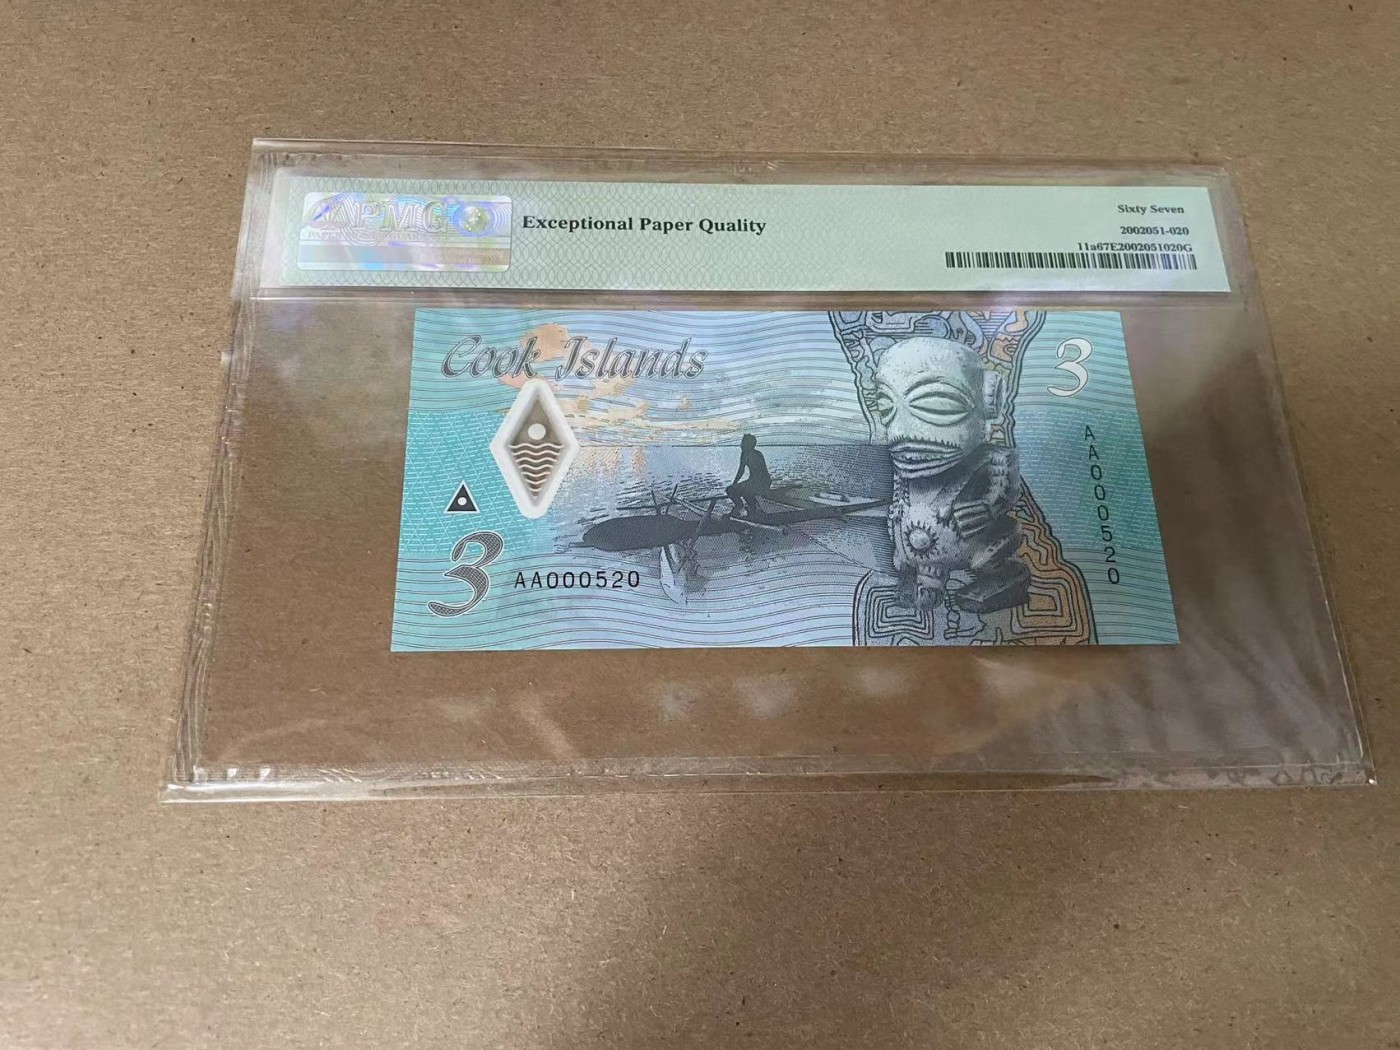 PMG
Exceptional Paper Quality
Sixty Seven
2002051-020
11a67E2002051020G
Cook Islands
3
AA000520
3
AA000520